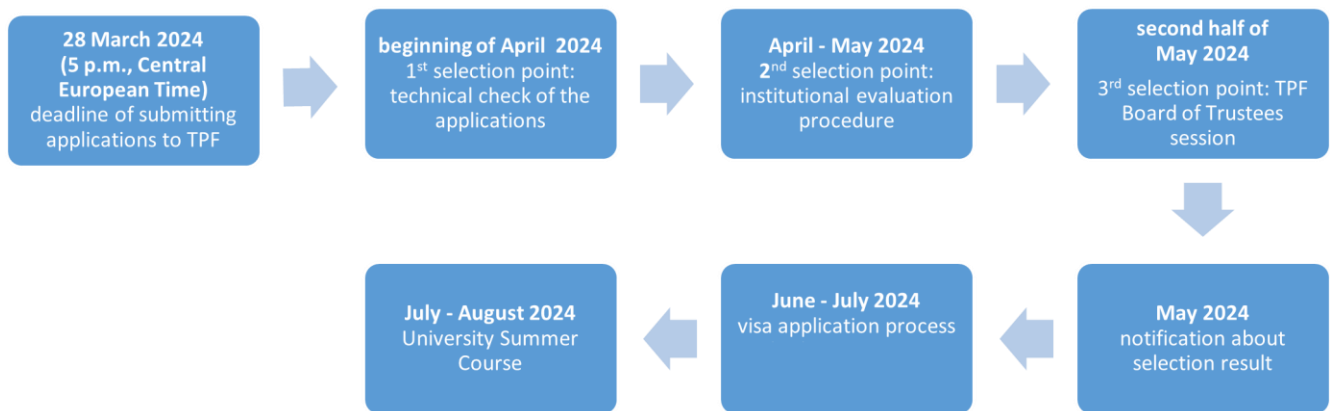 28 March 2024
(5 p.m., Central
European Time)
deadline of submitting
applications to TPF
beginning of April 2024
1st selection point:
technical check of the
applications
April - May 2024
2nd selection point:
institutional evaluation
procedure
second half of
May 2024
3rd selection point: TPF
Board of Trustees
session
May 2024
notification about
selection result
June - July 2024
visa application process
July - August 2024
University Summer
Course